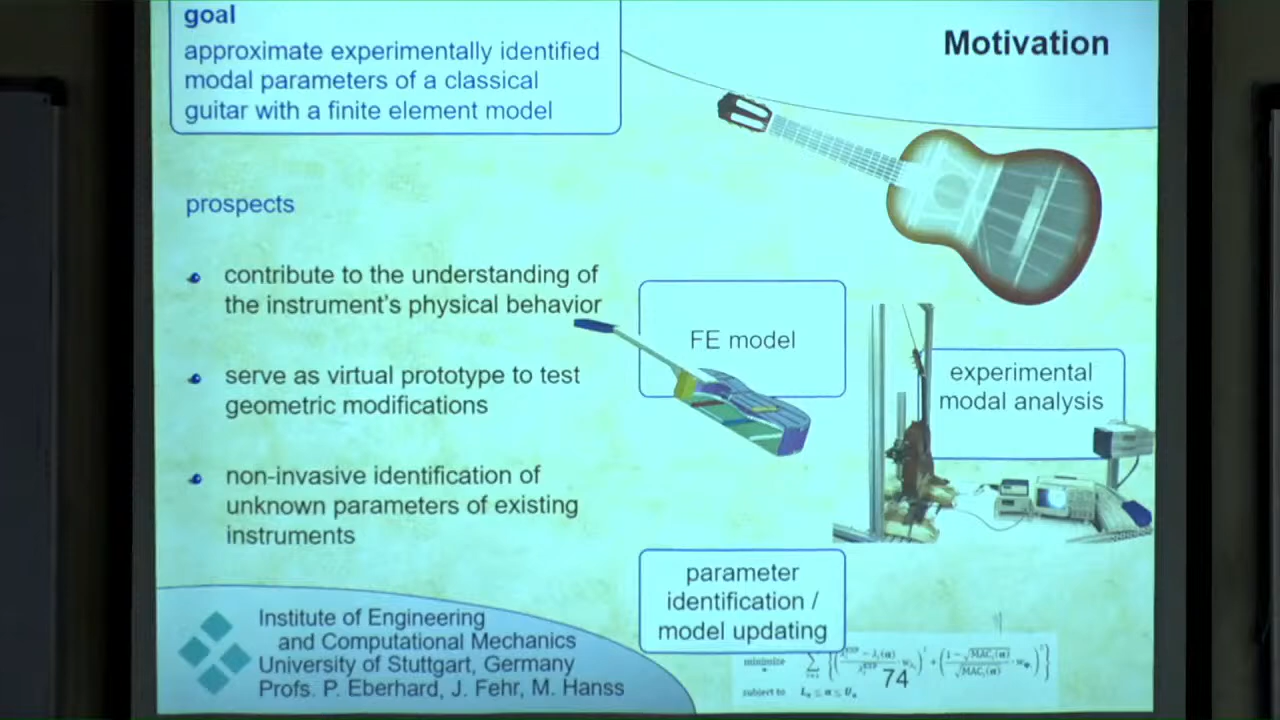 goal
approximate experimentally identified
modal parameters of a classical
guitar with a finite element model
Motivation
prospects
contribute to the understanding of
the instrument's physical behavior
serve as virtual prototype to test
geometric modifications
non-invasive identification of
unknown parameters of existing
instruments
FE model
experimental
modal analysis
parameter
identification /
model updating
minimize
subject to
74
Institute of Engineering
and Computational Mechanics
University of Stuttgart, Germany
Profs. P. Eberhard, J. Fehr, M. Hanss